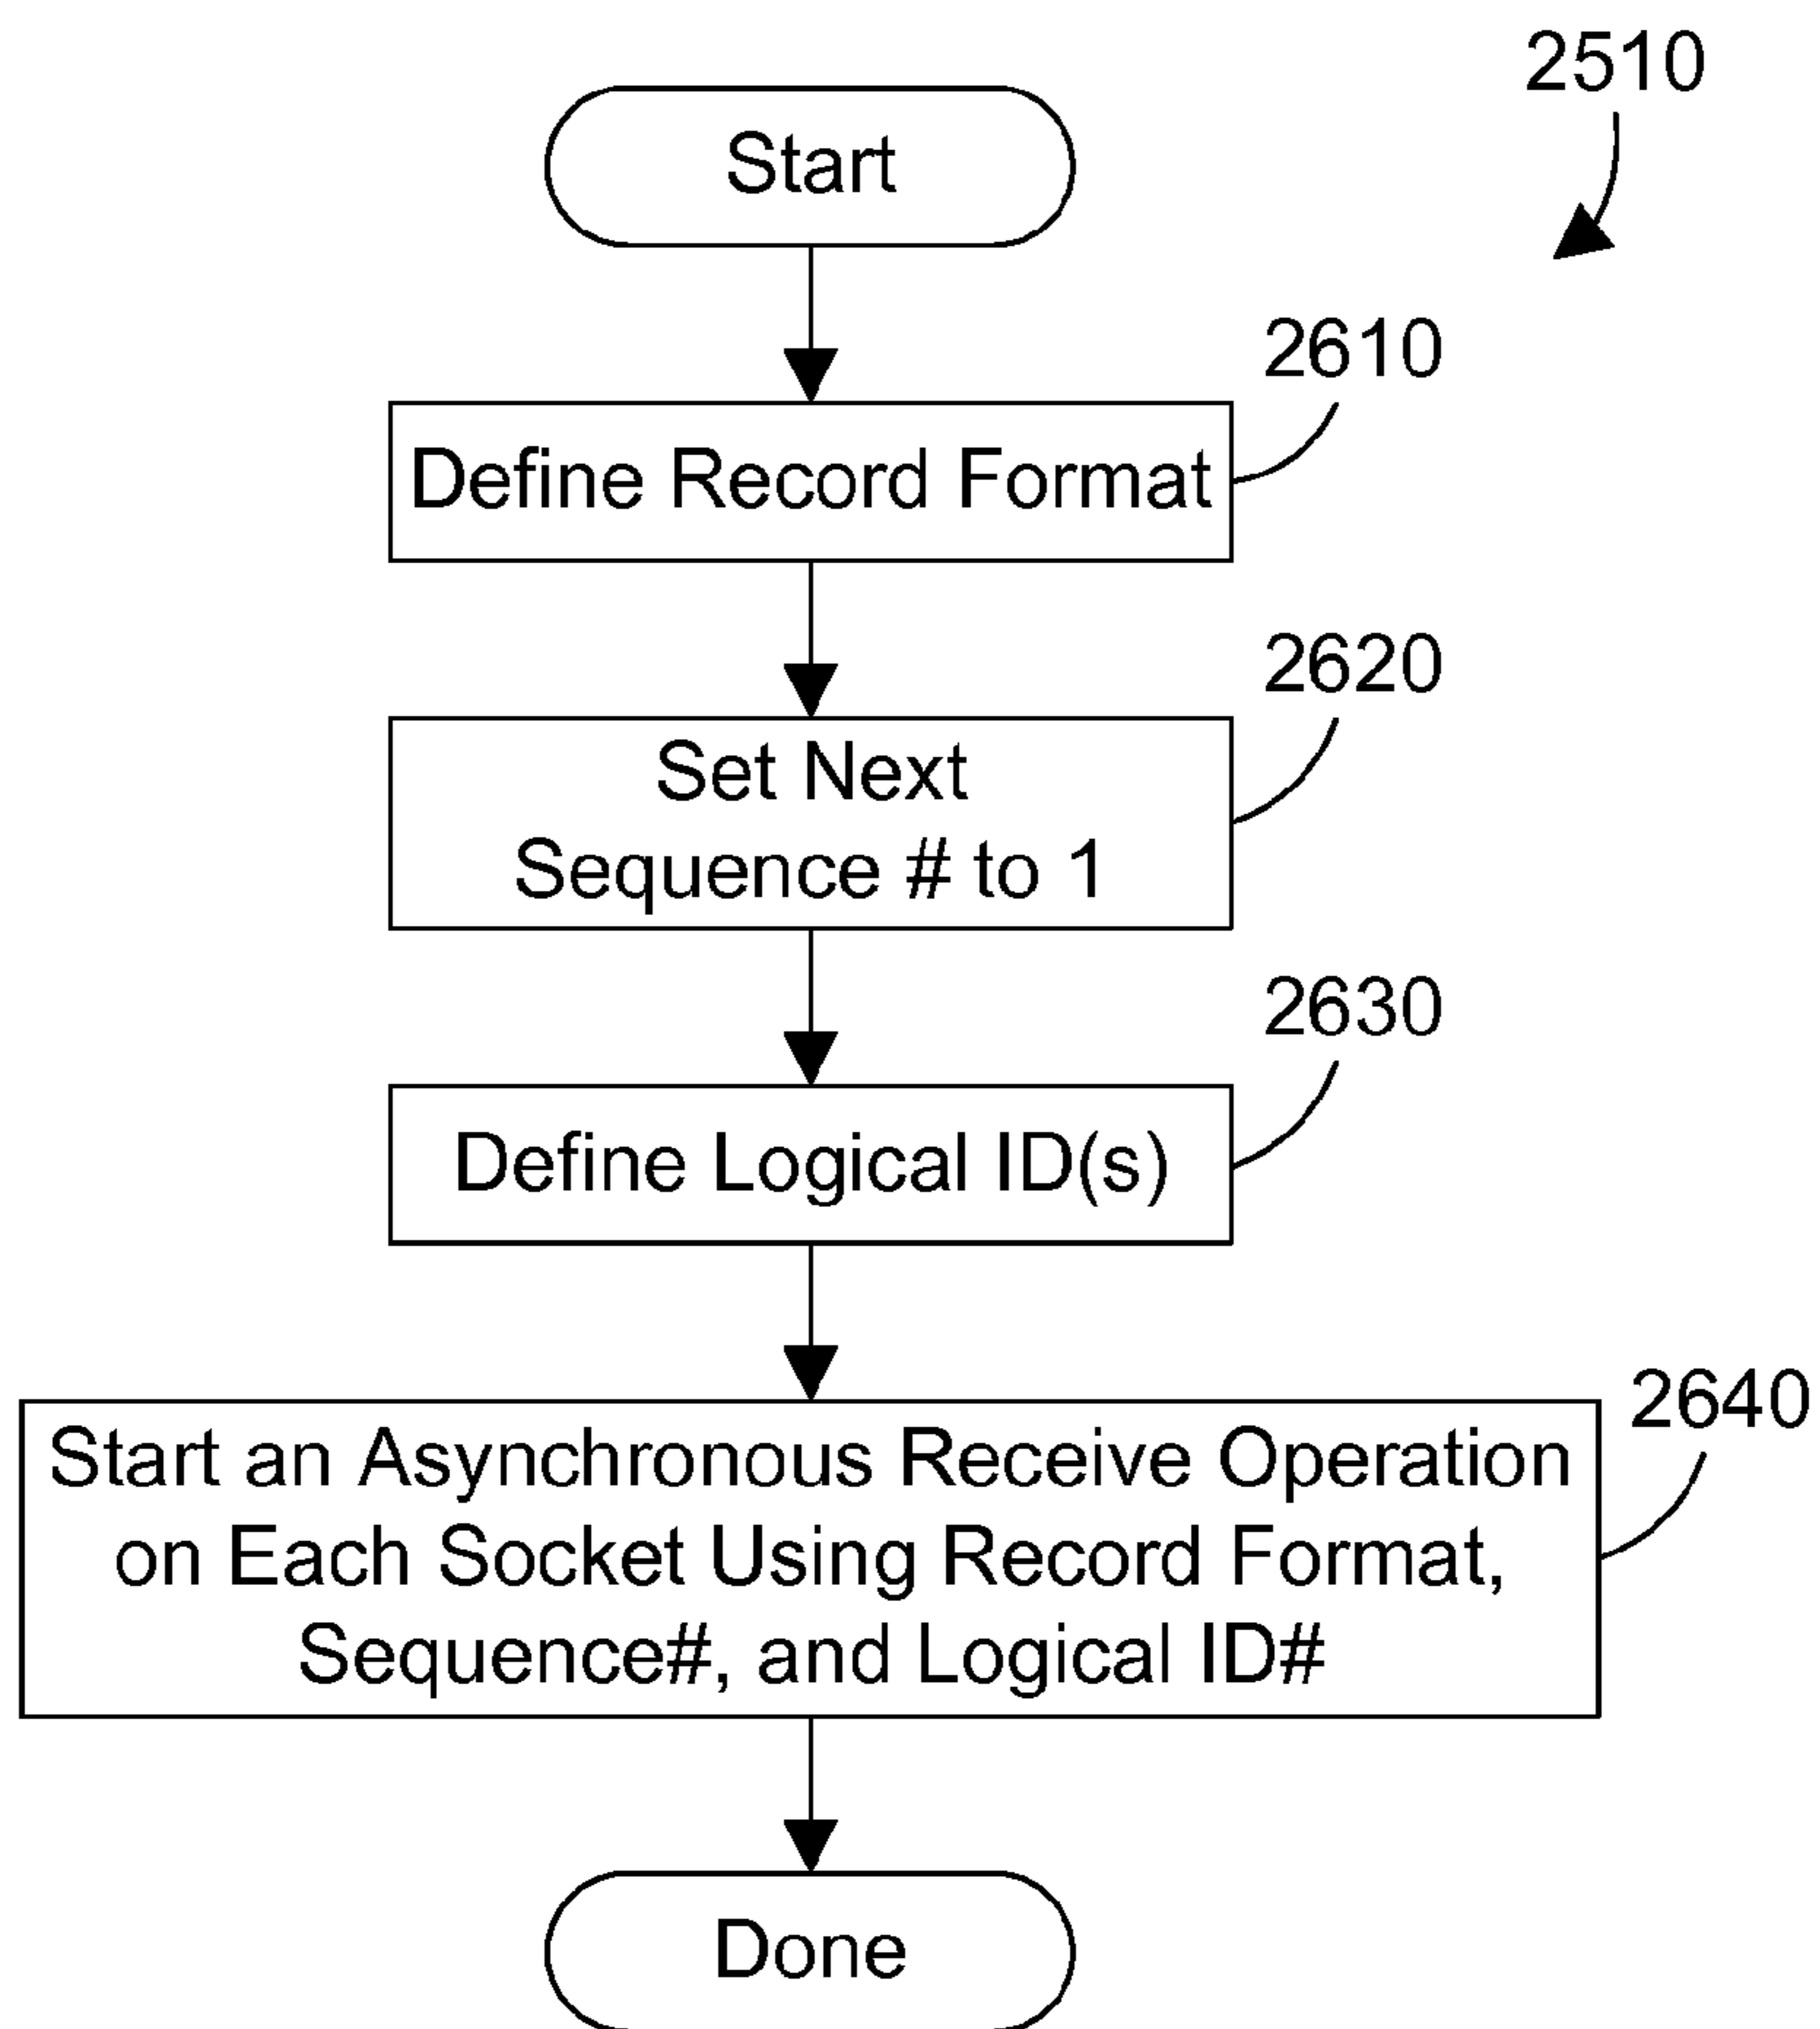 2510
Start
2610
Define Record Format
2620
Set Next
Sequence # to 1
2630
Define Logical ID(s)
2640
Start an Asynchronous Receive Operation
on Each Socket Using Record Format,
Sequence#, and Logical ID#
Done